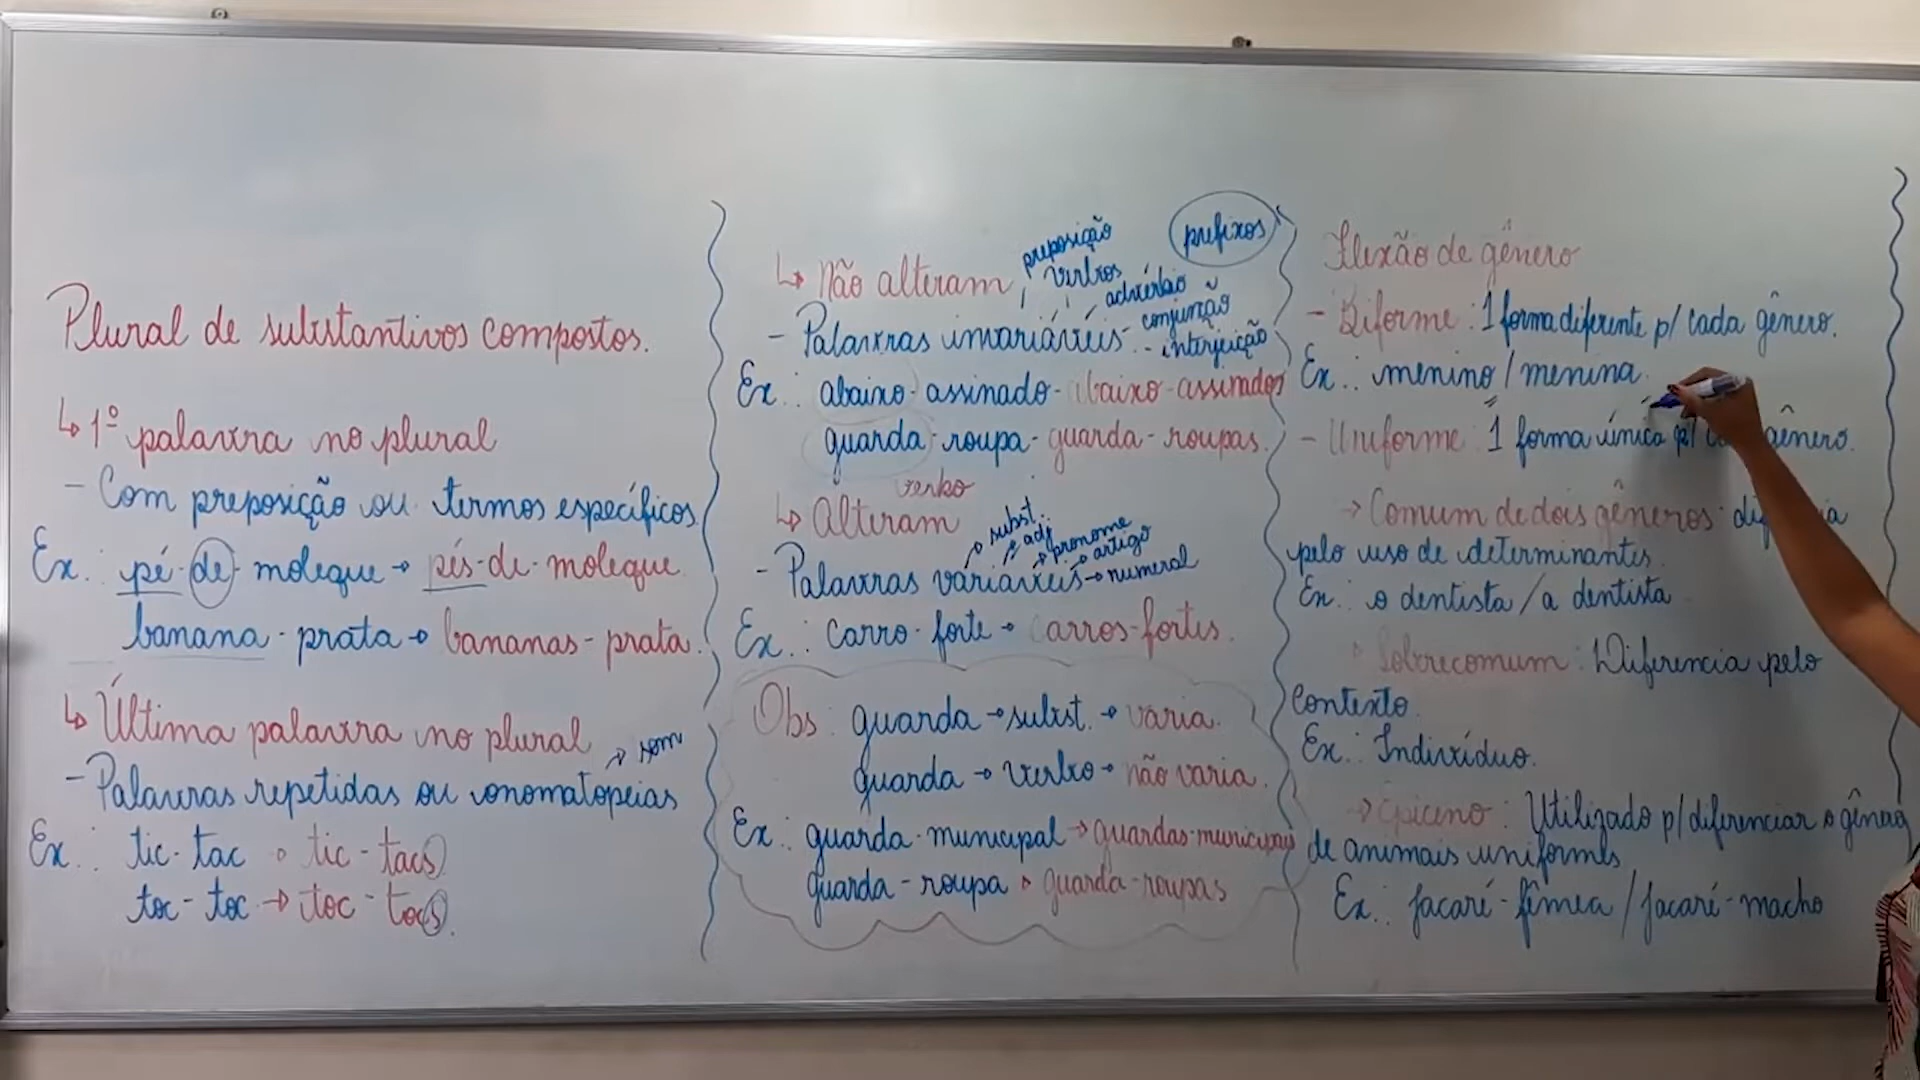 Plural de substantivos compostos.
↳ 1º palavra no plural
- Com preposição ou termos específicos
Ex.: pé-de-moleque → pés-de-moleque
banana-prata → bananas-prata.
↳ Última palavra no plural
→ som
- Palavras repetidas ou onomatopeias
Ex.: tic-tac → tic-tacs
toc-toc → toc-tocs.
prefixos
↳ Não alteram
preposição
verbos
advérbio
conjunção
- interjeição
- Palavras invariáveis
Ex.: abaixo-assinado - abaixo-assinados
guarda-roupa - guarda-roupas.
verbo
↳ Alteram
→ subst.
→ adj
→ pronome
→ artigo
→ numeral
- Palavras variáveis
Ex.: carro-forte → carros-fortes.
Obs: guarda → subst. → varia.
guarda → verbo → não varia.
Ex.: guarda-municipal → guardas-municipais
guarda-roupa → guarda-roupas
Flexão de gênero
- Biforme: 1 forma diferente p/ cada gênero.
Ex.: menino/menina.
- Uniforme: 1 forma única p/ gênero.
→ Comum de dois gêneros:
pelo uso de determinantes.
Ex.: o dentista/a dentista
→ Sobrecomum: Diferencia pelo
contexto.
Ex.: Indivíduo.
→ Epiceno: Utilizado p/ diferenciar o gênero
de animais uniformes
Ex.: jacaré-fêmea/jacaré-macho